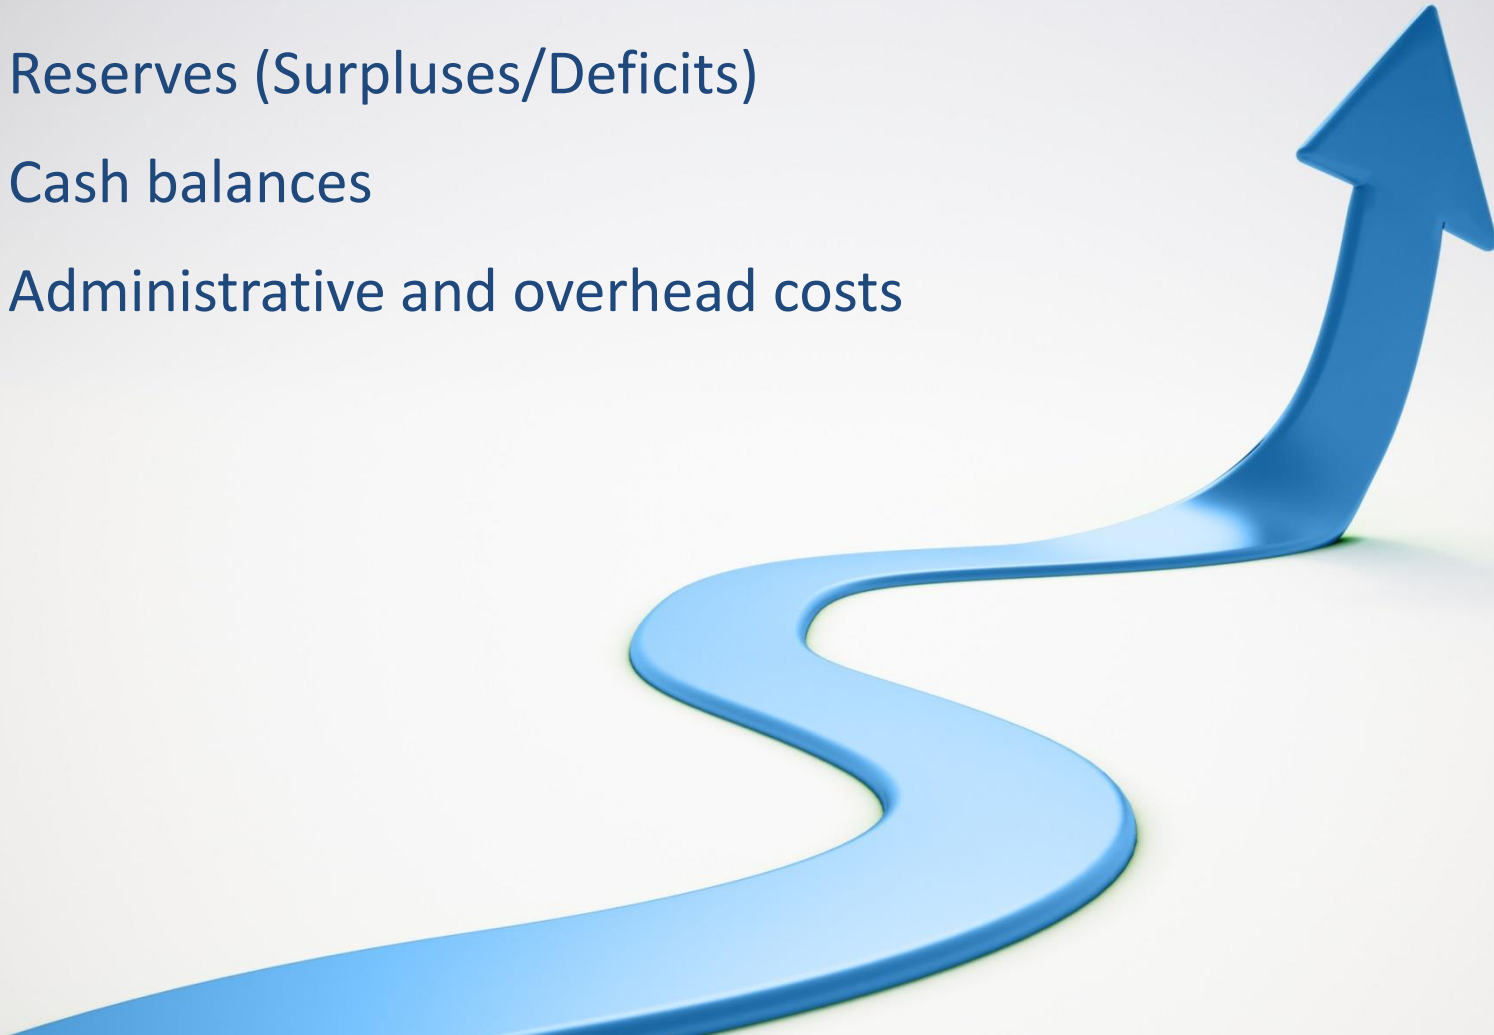 Reserves (Surpluses/Deficits)
Cash balances
Administrative and overhead costs